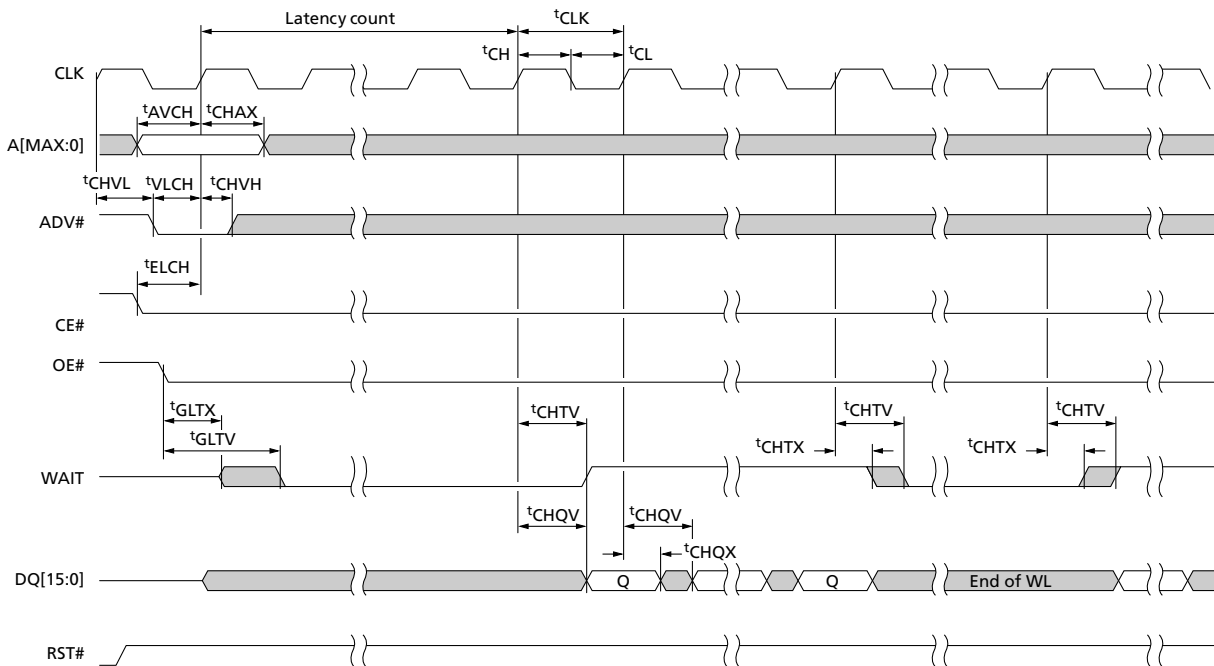 Latency count
tCLK
tCH
tCL
CLK
tAVCH
tCHAX
A[MAX:0]
tCHVL
tVLCH
tCHVH
ADV#
tELCH
CE#
OE#
tGLTX
tCHTV
tCHTV
tCHTV
tGLTV
tCHTX
tCHTX
WAIT
tCHQV
tCHQV
tCHQX
DQ[15:0]
Q
Q
End of WL
RST#